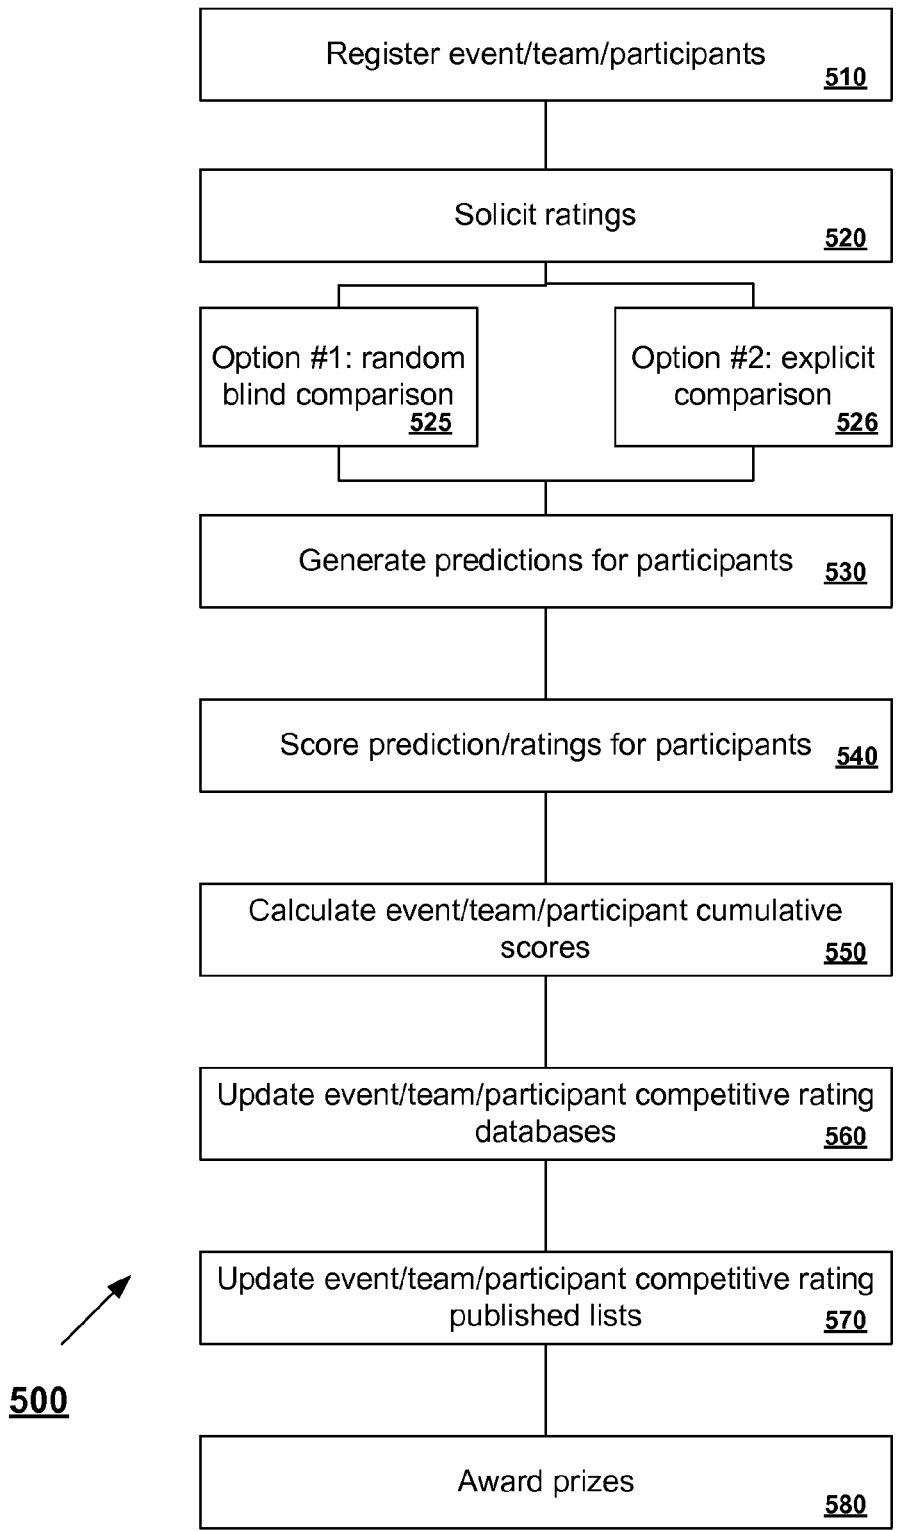 Register event/team/participants
510
Solicit ratings
520
Option #1: random
blind comparison
525
Option #2: explicit
comparison
526
Generate predictions for participants
530
Score prediction/ratings for participants
540
Calculate event/team/participant cumulative
scores
550
Update event/team/participant competitive rating
databases
560
Update event/team/participant competitive rating
published lists
570
500
Award prizes
580